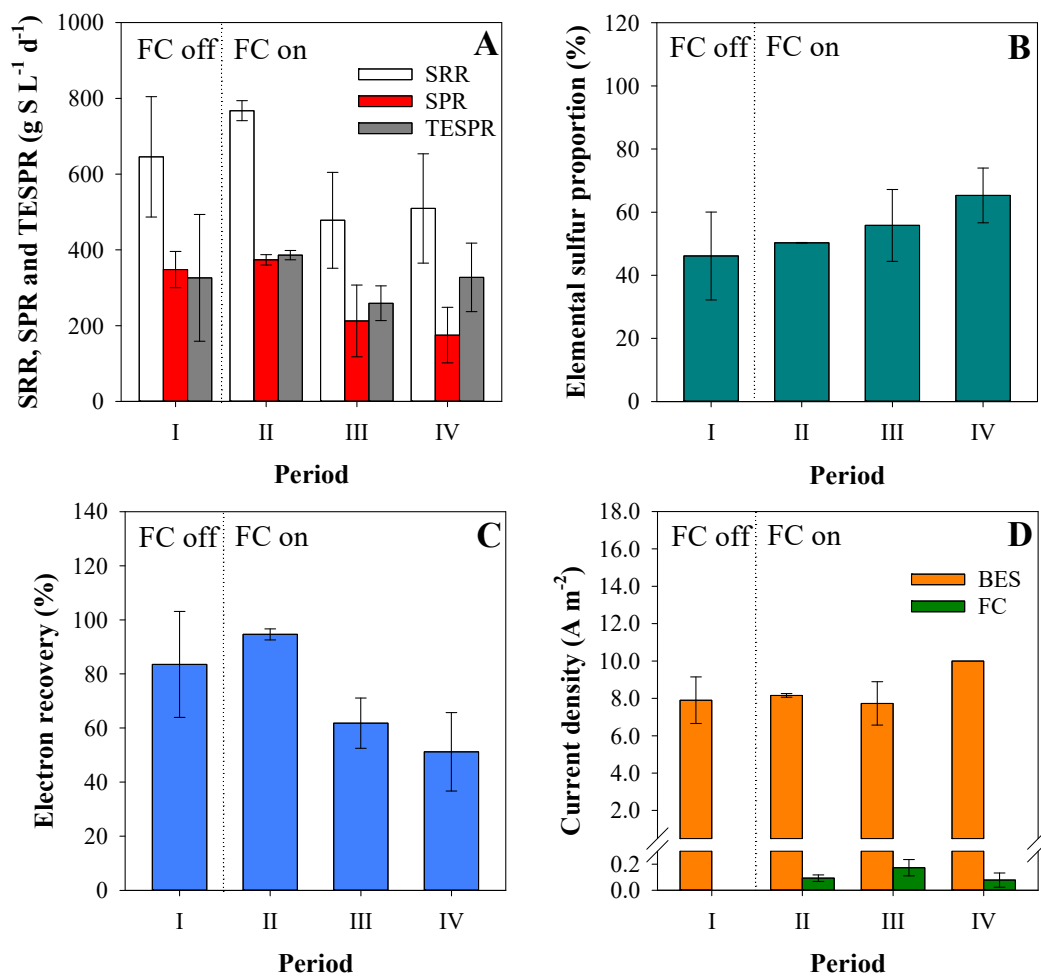 A
FC off FC on
SRR
SPR
TESPR
SRR, SPR and TESPR (g S L⁻¹ d⁻¹)
1000
800
600
400
200
0
I II III IV
Period
B
FC off FC on
Elemental sulfur proportion (%)
120
100
80
60
40
20
0
I II III IV
Period
C
FC off FC on
Electron recovery (%)
140
120
100
80
60
40
20
0
I II III IV
Period
D
FC off FC on
BES
FC
Current density (A m⁻²)
18.0
16.0
14.0
12.0
10.0
8.0
6.0
4.0
2.0
0.2
0.0
I II III IV
Period